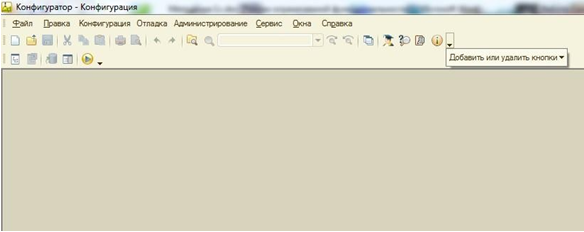 Конфигуратор - Конфигурация
Файл Правка Конфигурация Отладка Администрирование Сервис Окна Справка
Добавить или удалить кнопки